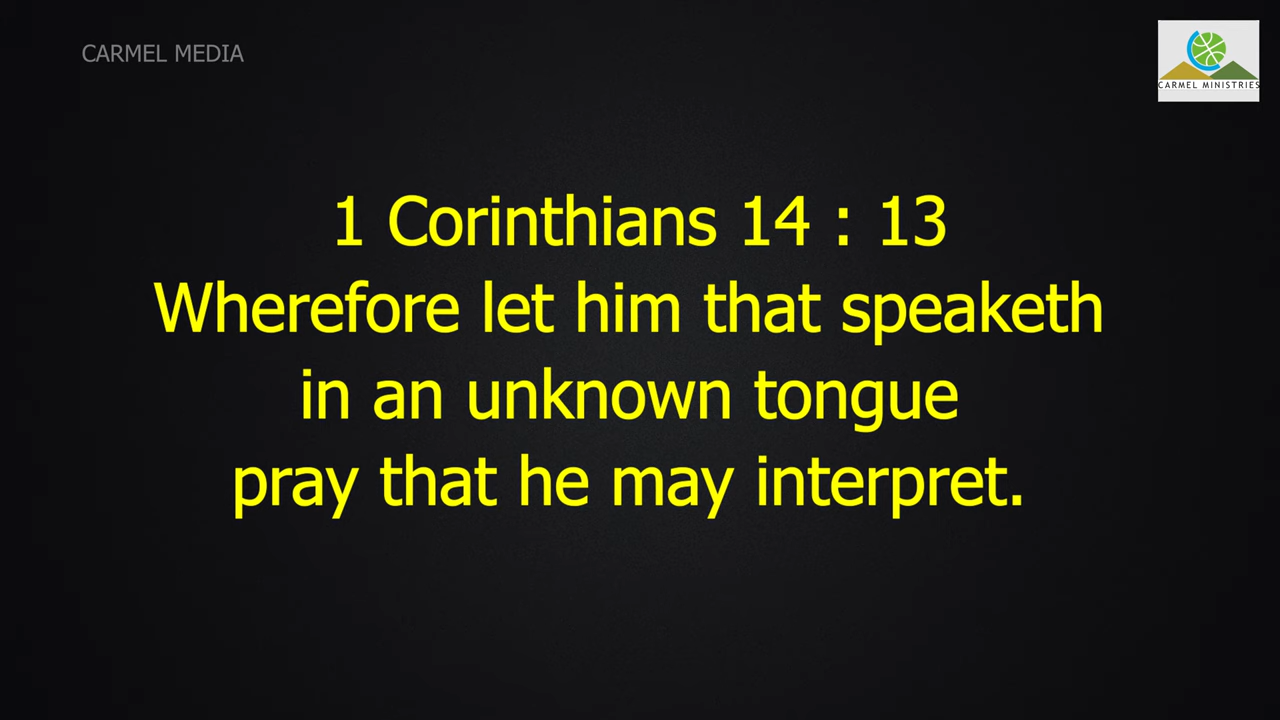 CARMEL MEDIA
CARMEL MINISTRIES
1 Corinthians 14 : 13
Wherefore let him that speaketh
in an unknown tongue
pray that he may interpret.